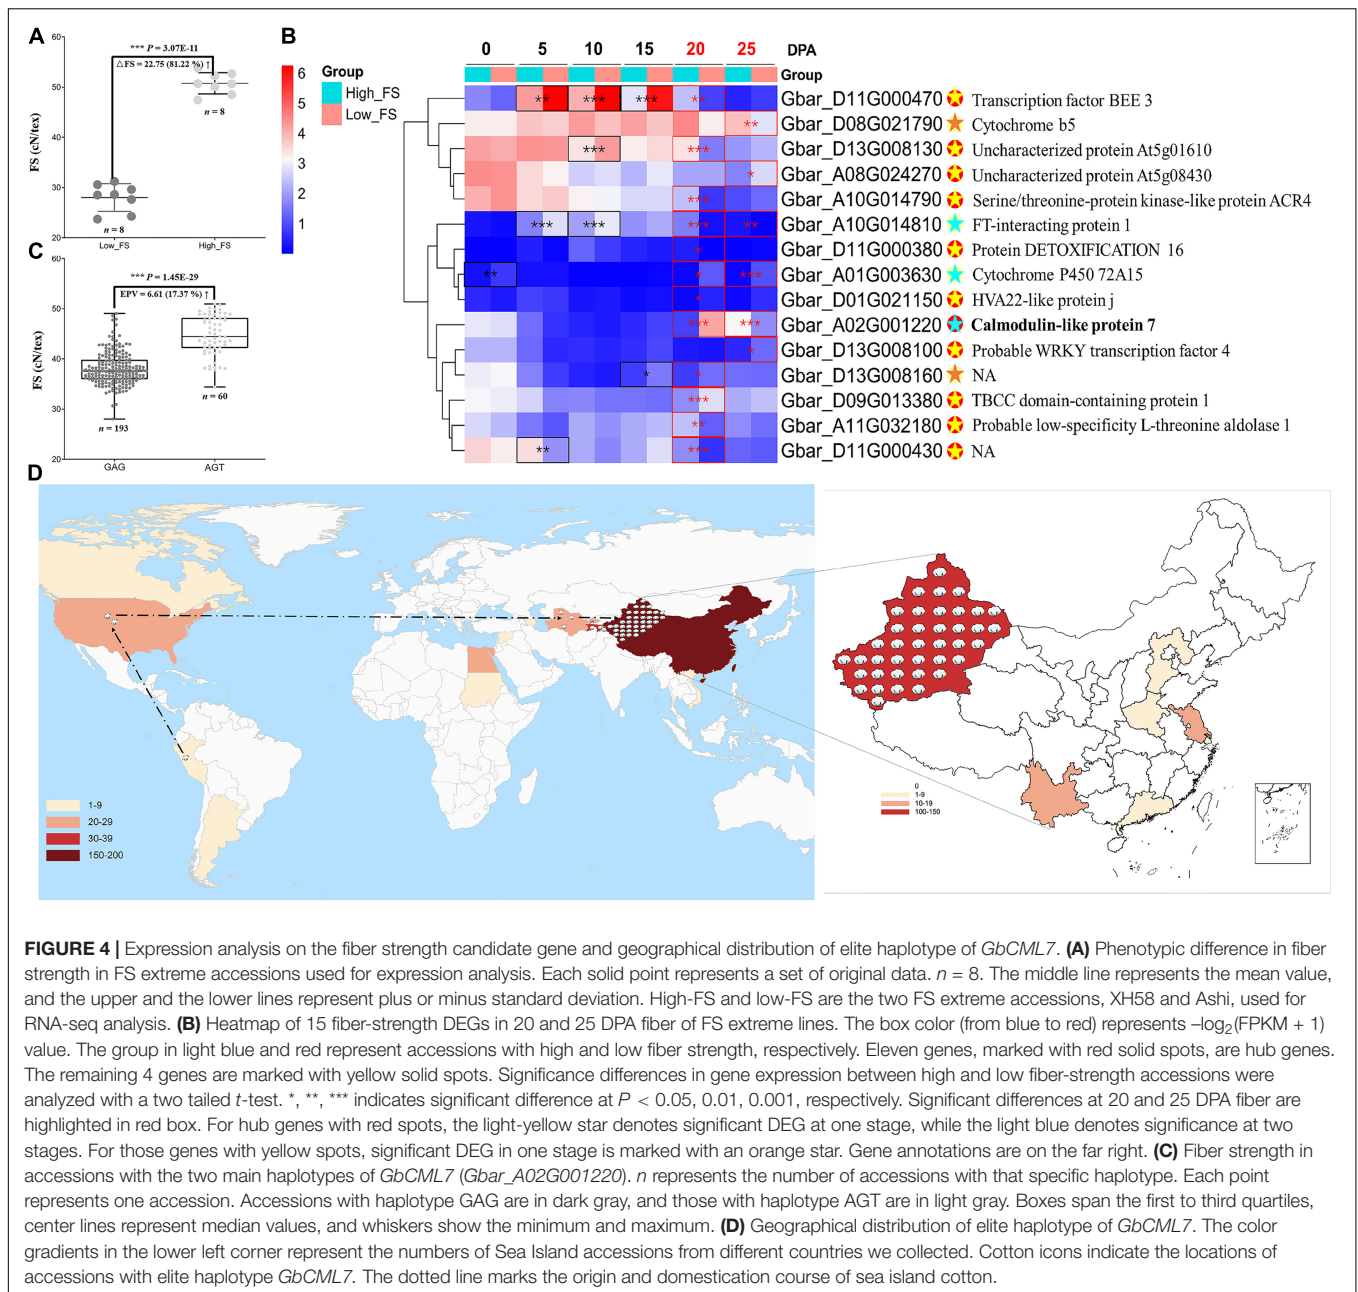 A
60
50
40
30
20
FS (cN/tex)
*** P = 3.07E-11
△FS = 22.75 (81.22 %) ↑
n = 8
n = 8
Low_FS
High_FS
B
6
5
4
3
2
1
Group
High_FS
Low_FS
0 5 10 15 20 25 DPA
Group
** *** *** ** Gbar_D11G000470 Transcription factor BEE 3
** Gbar_D08G021790 Cytochrome b5
*** *** Gbar_D13G008130 Uncharacterized protein At5g01610
* Gbar_A08G024270 Uncharacterized protein At5g08430
*** Gbar_A10G014790 Serine/threonine-protein kinase-like protein ACR4
*** *** *** ** Gbar_A10G014810 FT-interacting protein 1
* Gbar_D11G000380 Protein DETOXIFICATION 16
** * *** Gbar_A01G003630 Cytochrome P450 72A15
* Gbar_D01G021150 HVA22-like protein j
*** *** Gbar_A02G001220 Calmodulin-like protein 7
* Gbar_D13G008100 Probable WRKY transcription factor 4
* * Gbar_D13G008160 NA
*** Gbar_D09G013380 TBCC domain-containing protein 1
** Gbar_A11G032180 Probable low-specificity L-threonine aldolase 1
** *** Gbar_D11G000430 NA
C
60
50
40
30
20
FS (cN/tex)
*** P = 1.45E-29
EPV = 6.61 (17.37 %) ↑
n = 60
n = 193
GAG
AGT
D
1-9
20-29
30-39
150-200
0
1-9
10-19
100-150
FIGURE 4 | Expression analysis on the fiber strength candidate gene and geographical distribution of elite haplotype of GbCML7. (A) Phenotypic difference in fiber
strength in FS extreme accessions used for expression analysis. Each solid point represents a set of original data. n = 8. The middle line represents the mean value,
and the upper and the lower lines represent plus or minus standard deviation. High-FS and low-FS are the two FS extreme accessions, XH58 and Ashi, used for
RNA-seq analysis. (B) Heatmap of 15 fiber-strength DEGs in 20 and 25 DPA fiber of FS extreme lines. The box color (from blue to red) represents –log2(FPKM + 1)
value. The group in light blue and red represent accessions with high and low fiber strength, respectively. Eleven genes, marked with red solid spots, are hub genes.
The remaining 4 genes are marked with yellow solid spots. Significance differences in gene expression between high and low fiber-strength accessions were
analyzed with a two tailed t-test. *, **, *** indicates significant difference at P < 0.05, 0.01, 0.001, respectively. Significant differences at 20 and 25 DPA fiber are
highlighted in red box. For hub genes with red spots, the light-yellow star denotes significant DEG at one stage, while the light blue denotes significance at two
stages. For those genes with yellow spots, significant DEG in one stage is marked with an orange star. Gene annotations are on the far right. (C) Fiber strength in
accessions with the two main haplotypes of GbCML7 (Gbar_A02G001220). n represents the number of accessions with that specific haplotype. Each point
represents one accession. Accessions with haplotype GAG are in dark gray, and those with haplotype AGT are in light gray. Boxes span the first to third quartiles,
center lines represent median values, and whiskers show the minimum and maximum. (D) Geographical distribution of elite haplotype of GbCML7. The color
gradients in the lower left corner represent the numbers of Sea Island accessions from different countries we collected. Cotton icons indicate the locations of
accessions with elite haplotype GbCML7. The dotted line marks the origin and domestication course of sea island cotton.